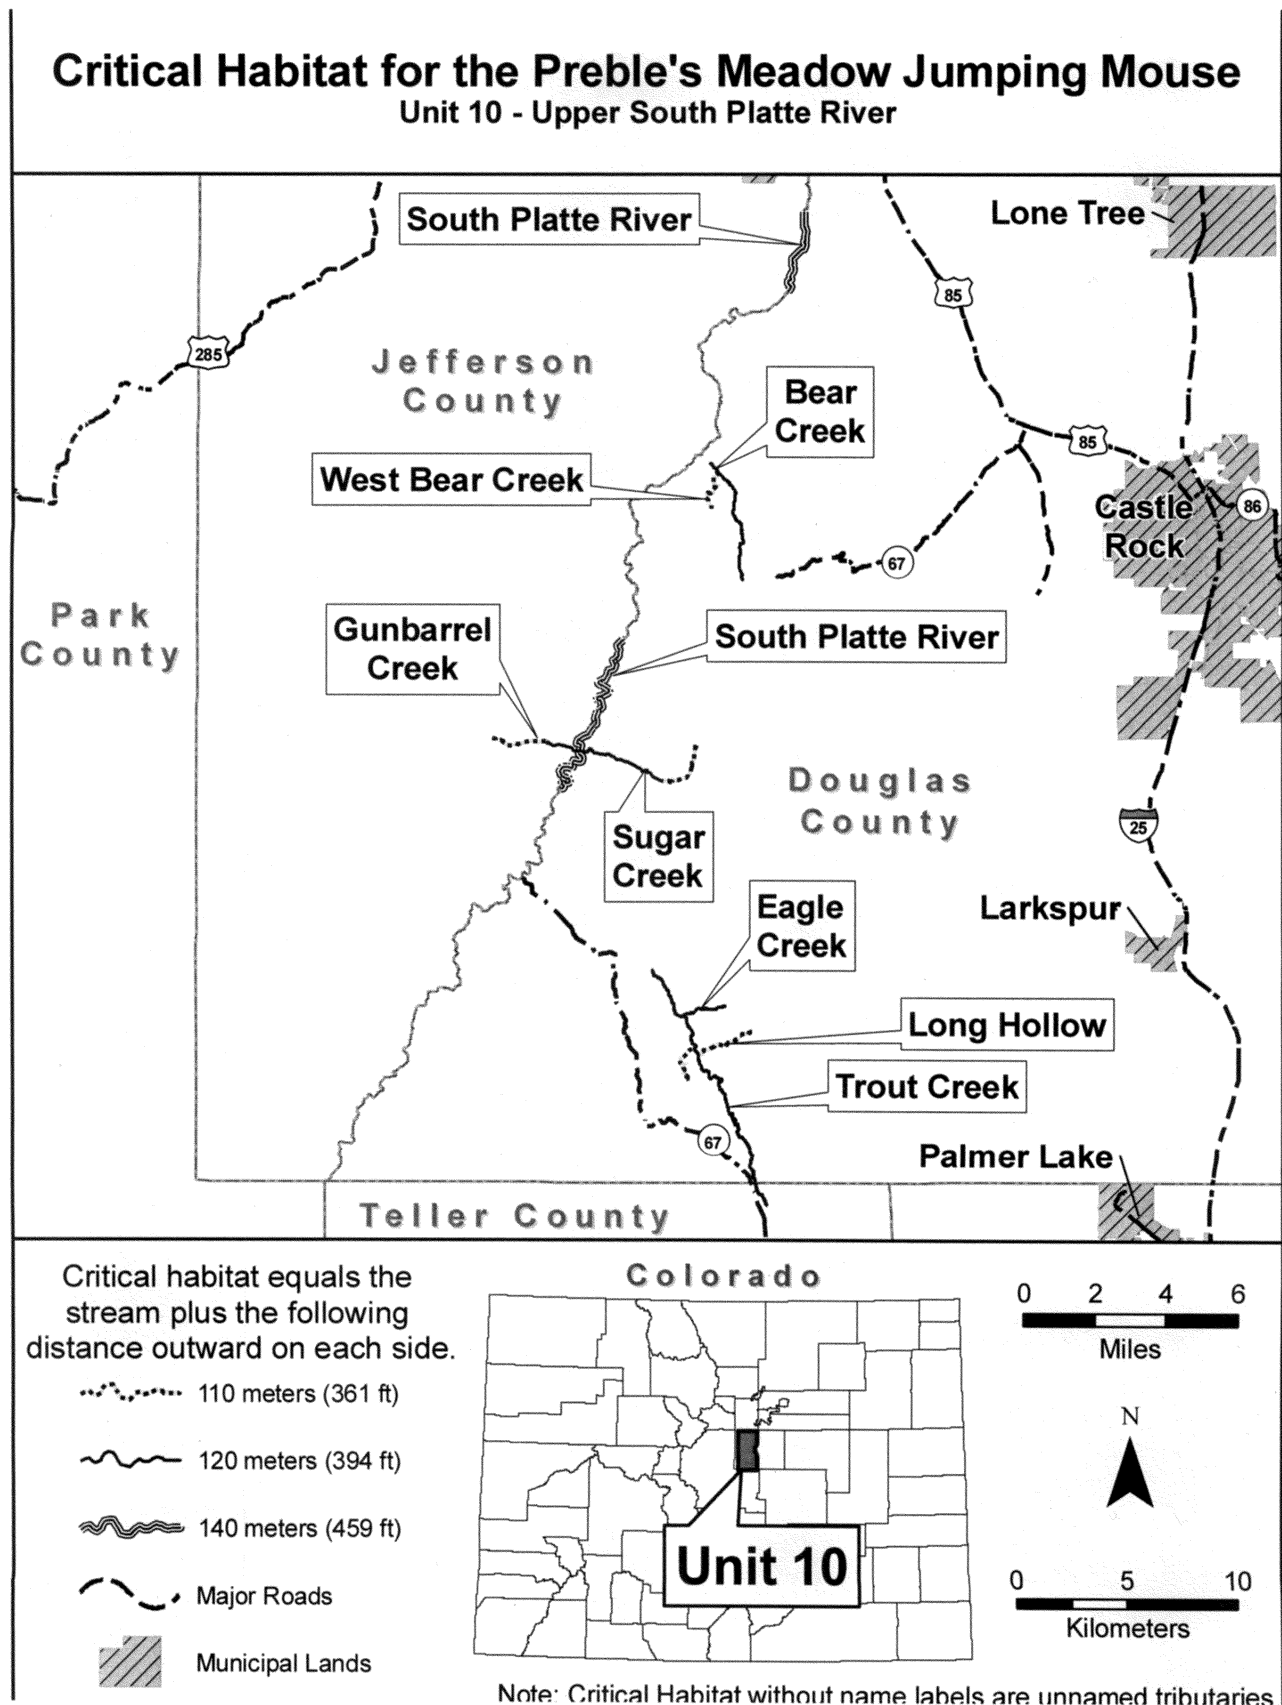 Critical Habitat for the Preble's Meadow Jumping Mouse
Unit 10 - Upper South Platte River
South Platte River
Lone Tree
85
285
Jefferson
County
Bear
Creek
85
West Bear Creek
Castle
Rock
86
67
Park
County
Gunbarrel
Creek
South Platte River
Douglas
County
25
Sugar
Creek
Eagle
Creek
Larkspur
Long Hollow
Trout Creek
67
Palmer Lake
Teller County
Critical habitat equals the
stream plus the following
distance outward on each side.
110 meters (361 ft)
120 meters (394 ft)
140 meters (459 ft)
Major Roads
Municipal Lands
Colorado
Unit 10
0 2 4 6
Miles
N
0 5 10
Kilometers
Note: Critical Habitat without name labels are unnamed tributaries